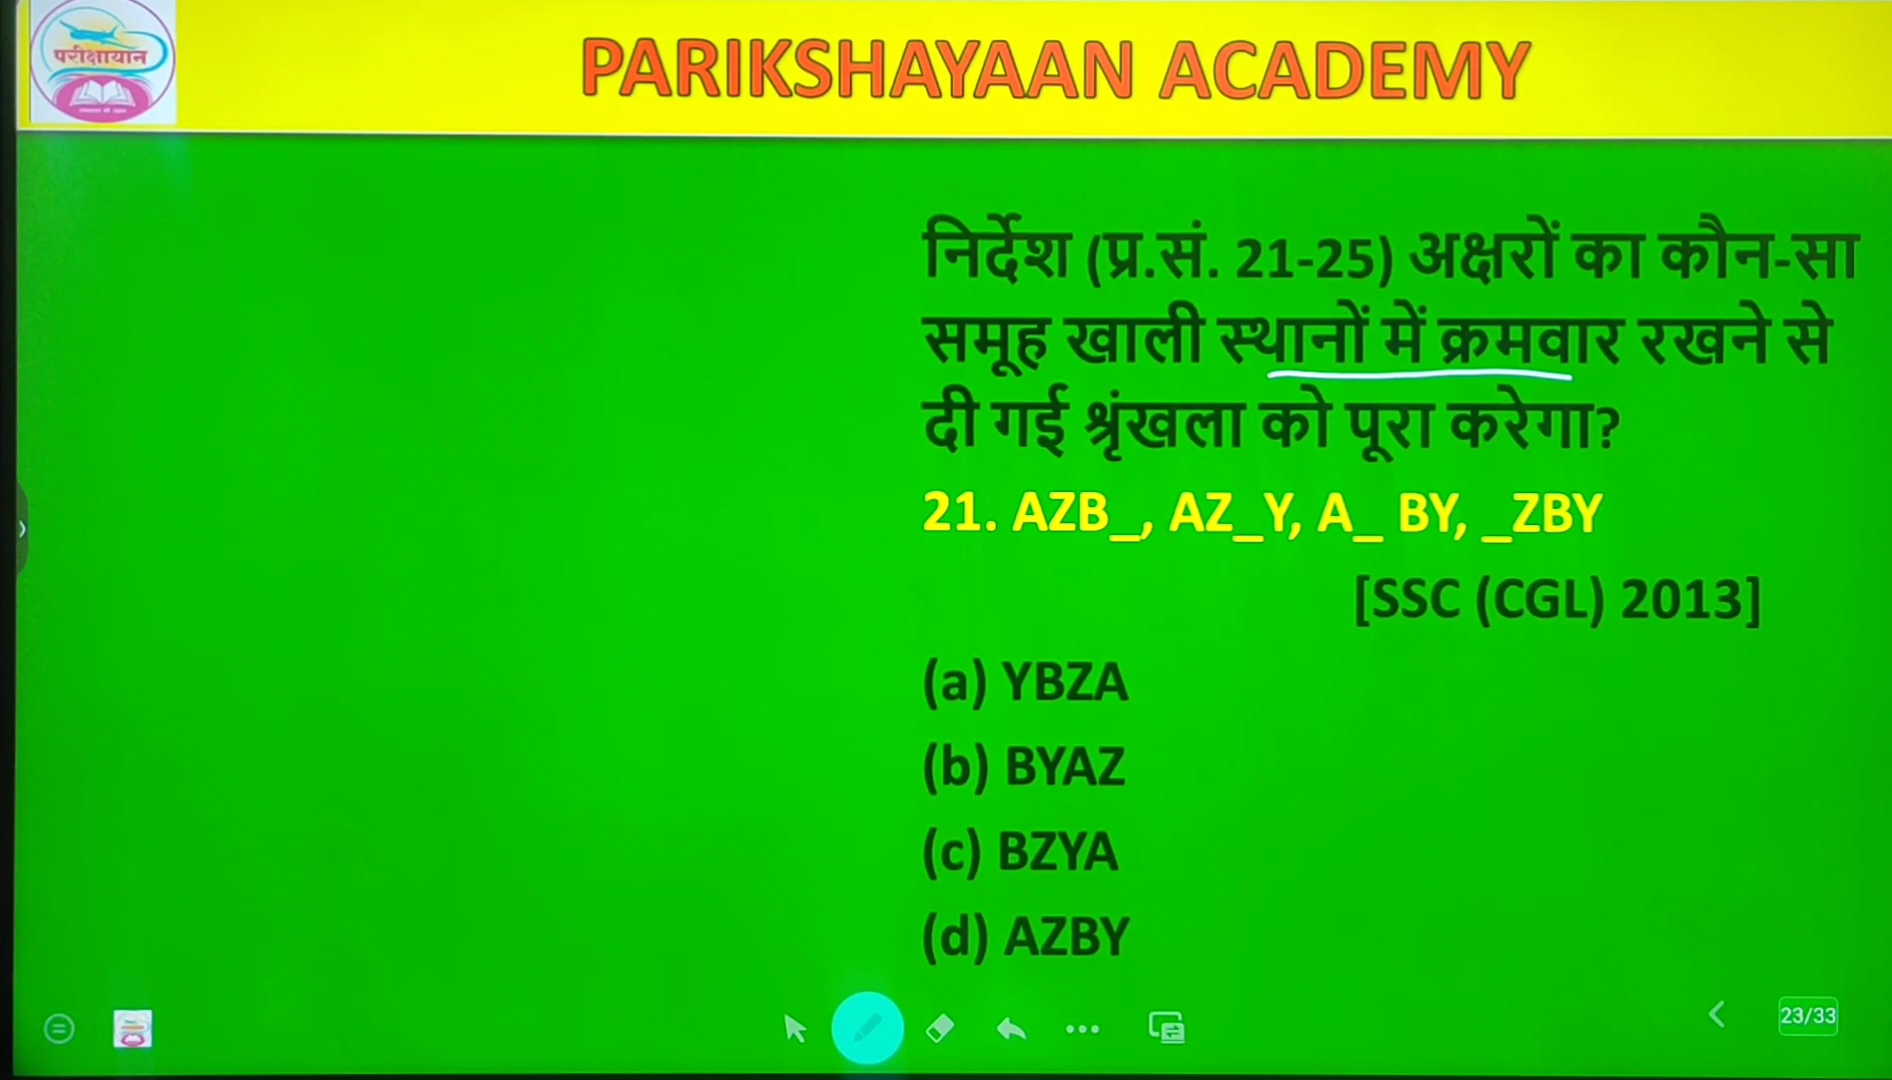 परीक्षायान
PARIKSHAYAAN ACADEMY
निर्देश (प्र.सं. 21-25) अक्षरों का कौन-सा
समूह खाली स्थानों में क्रमवार रखने से
दी गई श्रृंखला को पूरा करेगा?
21. AZB_, AZ_Y, A_ BY, _ZBY
[SSC (CGL) 2013]
(a) YBZA
(b) BYAZ
(c) BZYA
(d) AZBY
23/33